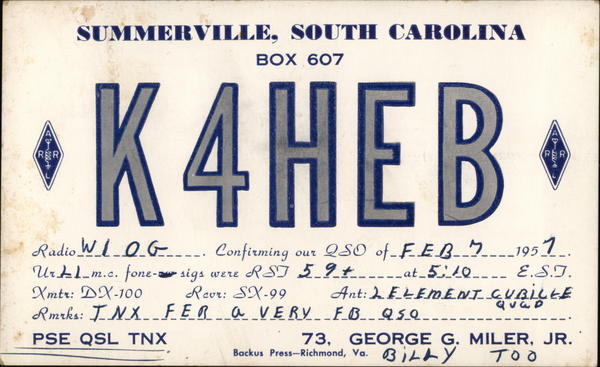 SUMMERVILLE, SOUTH CAROLINA
BOX 607
K4HEB
A R R L
A R R L
Radio W1OG Confirming our QSO of FEB 7 1957.
Ur 21 m.c. fone- sigs were RST 59+ at 5:10 E.S.T.
Xmtr: DX-100 Rcvr: SX-99 Ant: 2 ELEMENT CUBICLE QUAD
Rmrks: TNX FER A VERY FB QSO
PSE QSL TNX 73, GEORGE G. MILER, JR.
Backus Press—Richmond, Va. BILLY TOO